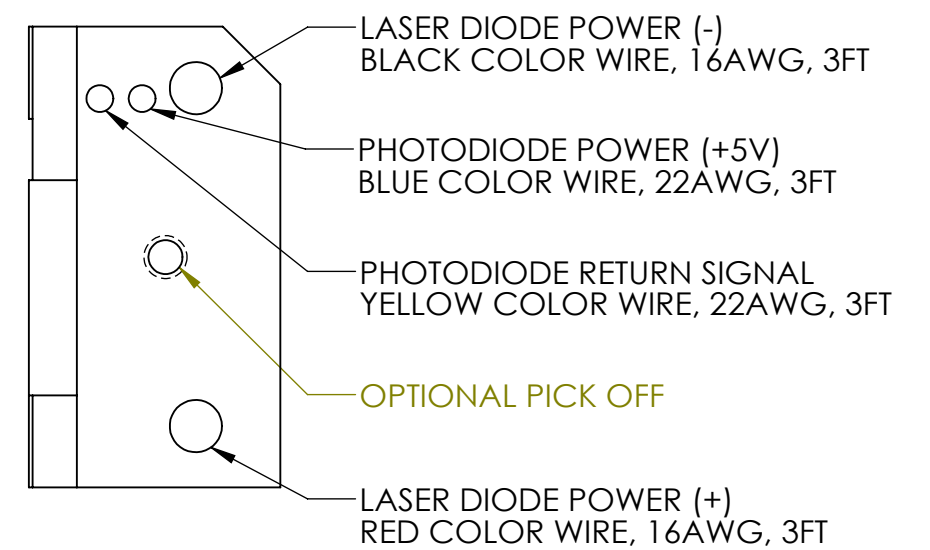 LASER DIODE POWER (-)
BLACK COLOR WIRE, 16AWG, 3FT
PHOTODIODE POWER (+5V)
BLUE COLOR WIRE, 22AWG, 3FT
PHOTODIODE RETURN SIGNAL
YELLOW COLOR WIRE, 22AWG, 3FT
OPTIONAL PICK OFF
LASER DIODE POWER (+)
RED COLOR WIRE, 16AWG, 3FT